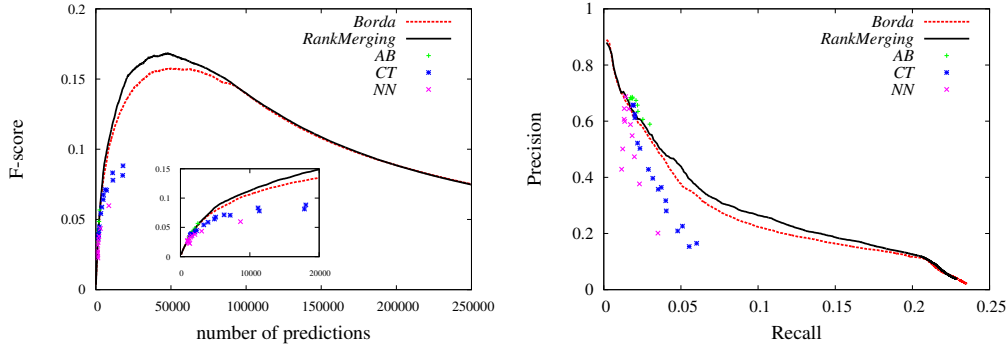 0.2
0.15
0.1
0.05
0
F-score
0
50000
100000
150000
200000
250000
number of predictions
Borda
RankMerging
AB
CT
NN
0.15
0.1
0.05
0
0
10000
20000
1
0.8
0.6
0.4
0.2
0
Precision
0
0.05
0.1
0.15
0.2
0.25
Recall
Borda
RankMerging
AB
CT
NN